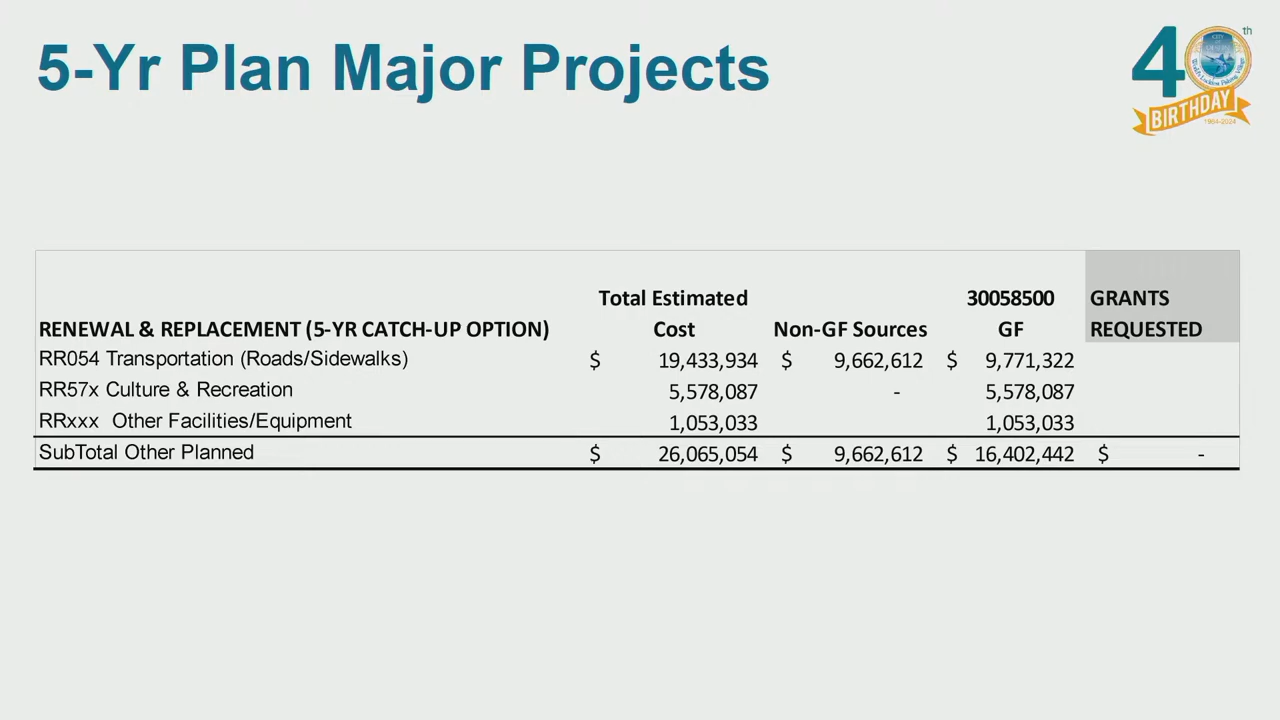 5-Yr Plan Major Projects
40th
CITY
BIRTHDAY
1984-2024
Total Estimated 30058500 GRANTS
RENEWAL & REPLACEMENT (5-YR CATCH-UP OPTION) Cost Non-GF Sources GF REQUESTED
RR054 Transportation (Roads/Sidewalks) $ 19,433,934 $ 9,662,612 $ 9,771,322
RR57x Culture & Recreation 5,578,087 - 5,578,087
RRxxx Other Facilities/Equipment 1,053,033 1,053,033
SubTotal Other Planned $ 26,065,054 $ 9,662,612 $ 16,402,442 $ -